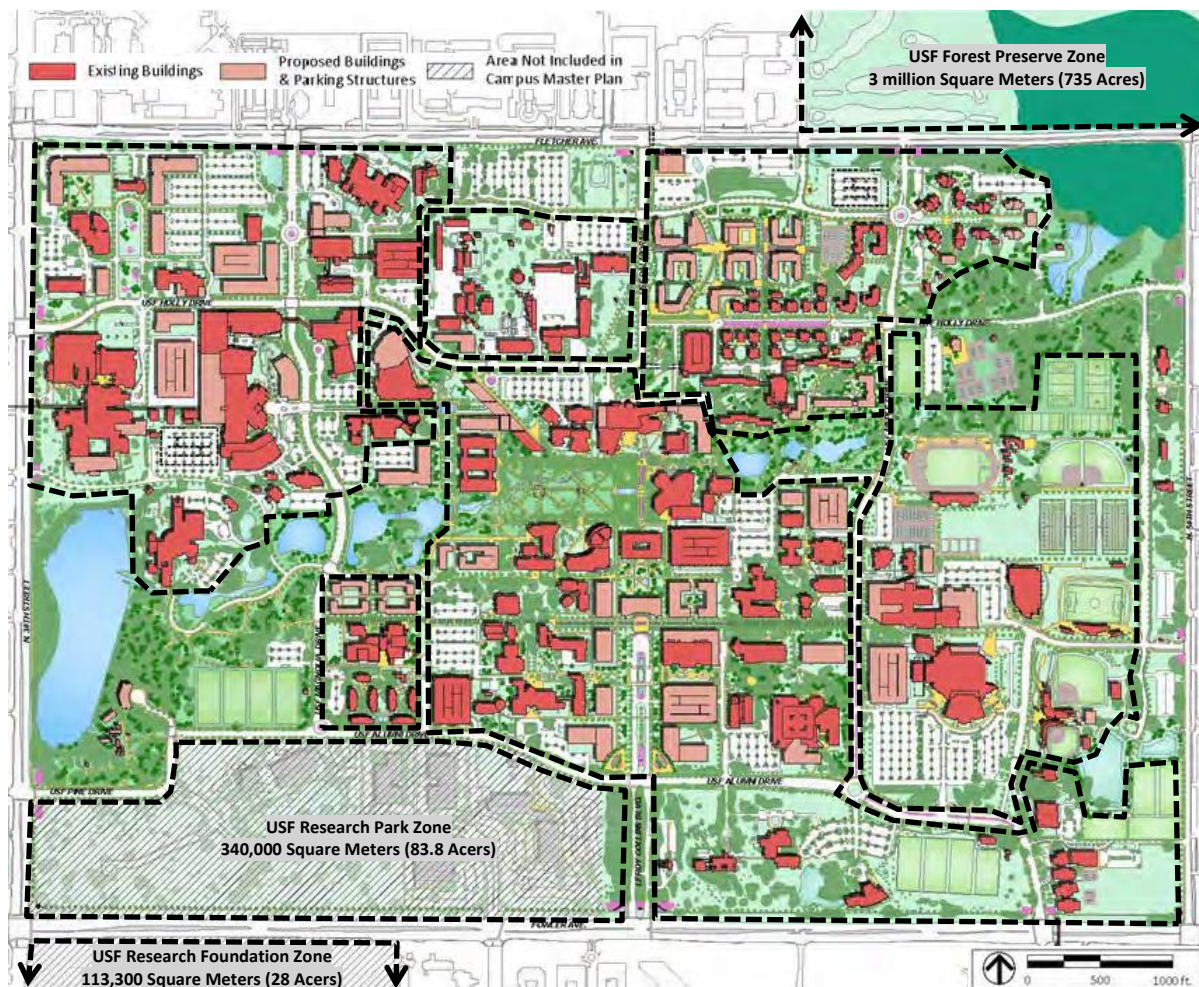 Existing Buildings
Proposed Buildings
& Parking Structures
Area Not Included in
Campus Master Plan
USF Forest Preserve Zone
3 million Square Meters (735 Acres)
FLETCHER AVE.
USF HOLLY DRIVE
HOLLY DRIVE
N. 50TH STREET
USF ALUMNI DRIVE
USF PINE DRIVE
USF ALUMNI DRIVE
LEROY COLLINS BLVD.
USF Research Park Zone
340,000 Square Meters (83.8 Acers)
FOWLER AVE.
USF Research Foundation Zone
113,300 Square Meters (28 Acers)
0 500 1000 ft.